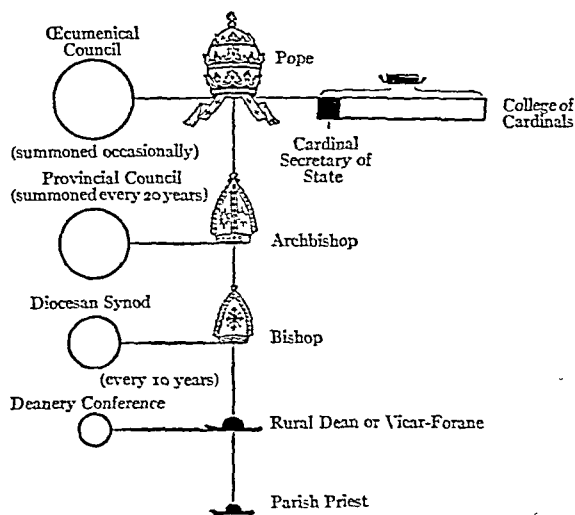 Œcumenical
Council
Pope
College of
Cardinals
Cardinal
Secretary of
State
(summoned occasionally)
Provincial Council
(summoned every 20 years)
Archbishop
Diocesan Synod
Bishop
(every 10 years)
Deanery Conference
Rural Dean or Vicar-Forane
Parish Priest